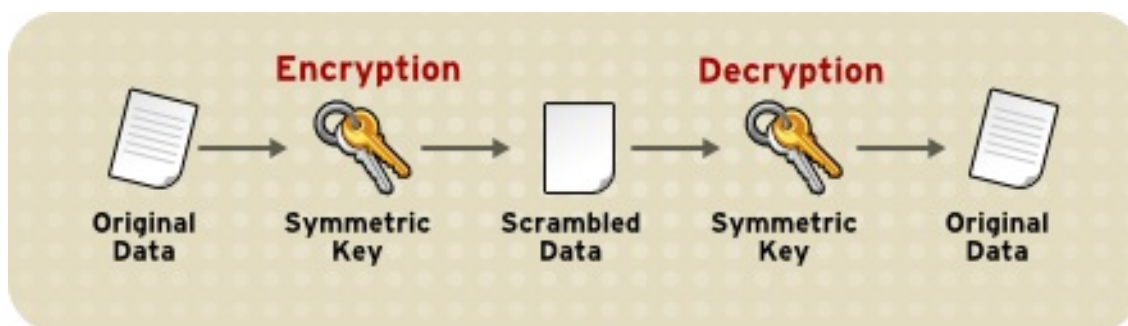 Encryption
Decryption
Original
Data
Symmetric
Key
Scrambled
Data
Symmetric
Key
Original
Data